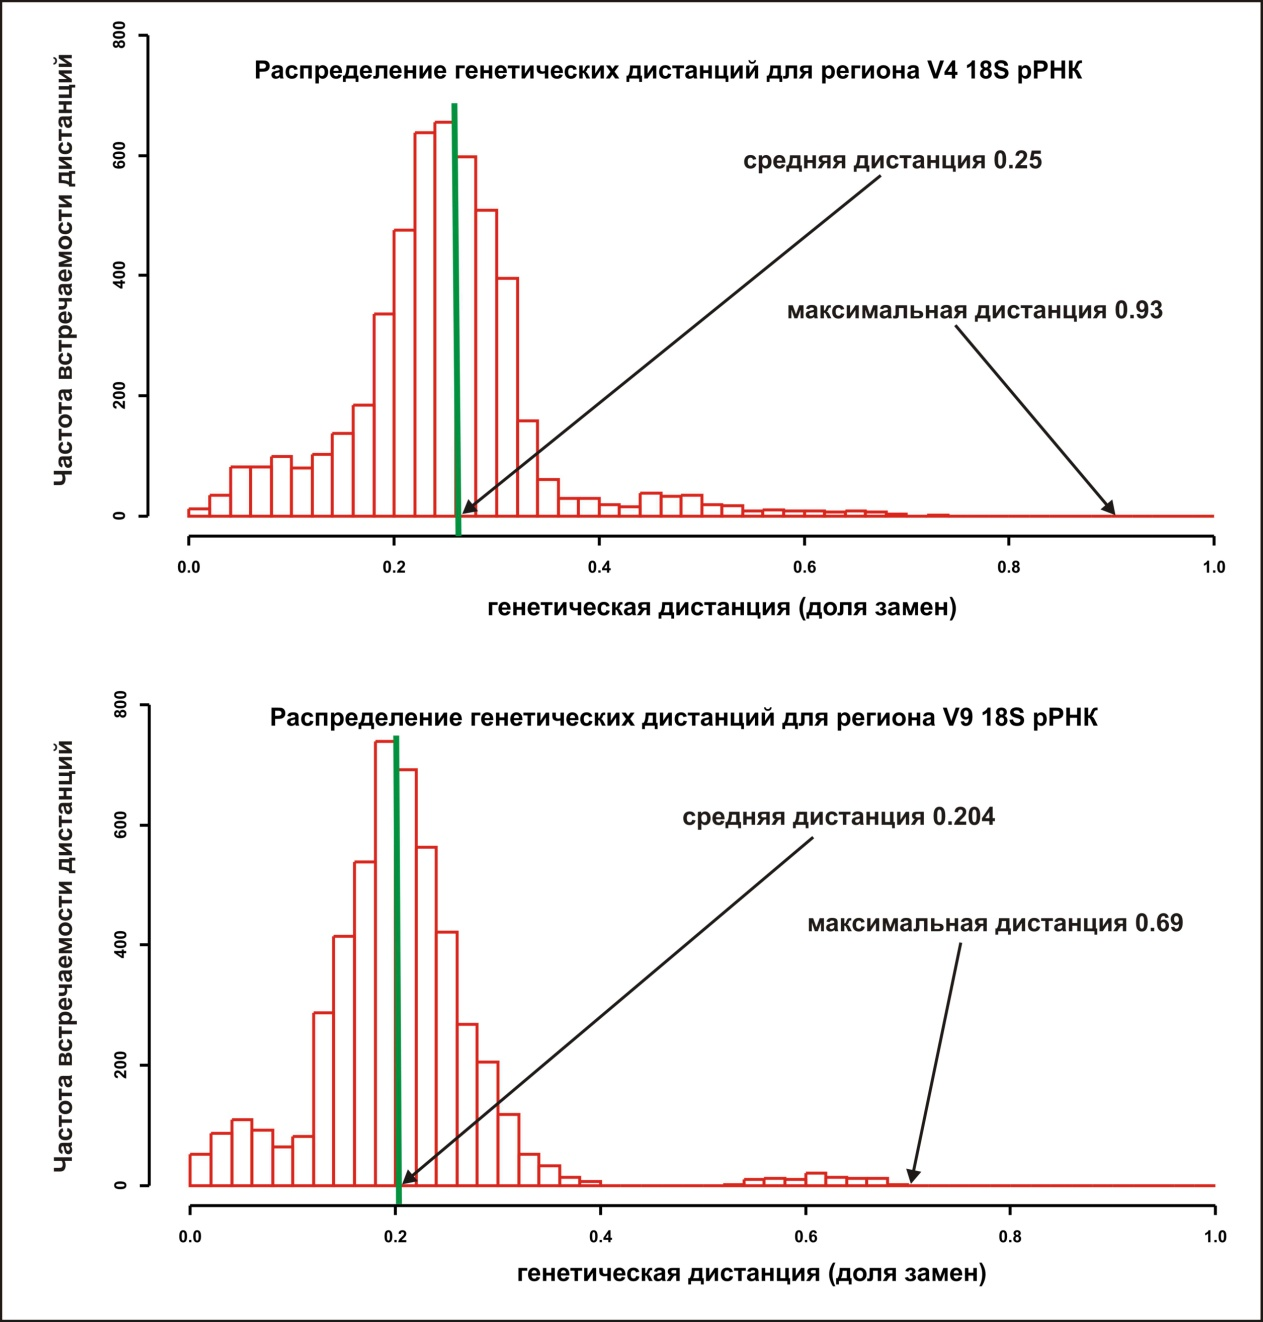 Распределение генетических дистанций для региона V4 18S рРНК
Частота встречаемости дистанций
800
600
400
200
0
средняя дистанция 0.25
максимальная дистанция 0.93
0.0 0.2 0.4 0.6 0.8 1.0
генетическая дистанция (доля замен)
Распределение генетических дистанций для региона V9 18S рРНК
Частота встречаемости дистанций
800
600
400
200
0
средняя дистанция 0.204
максимальная дистанция 0.69
0.0 0.2 0.4 0.6 0.8 1.0
генетическая дистанция (доля замен)